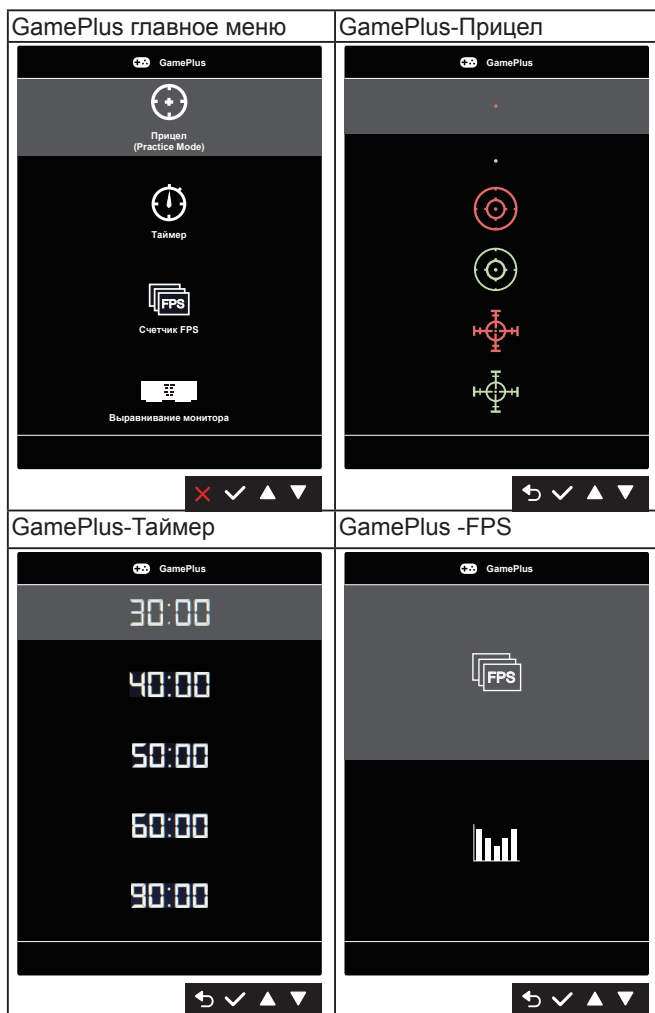 GamePlus главное меню
GamePlus-Прицел
GamePlus
Прицел
(Practice Mode)
Таймер
FPS
Счетчик FPS
Выравнивание монитора
GamePlus
GamePlus-Таймер
GamePlus -FPS
GamePlus
30:00
40:00
50:00
60:00
90:00
GamePlus
FPS